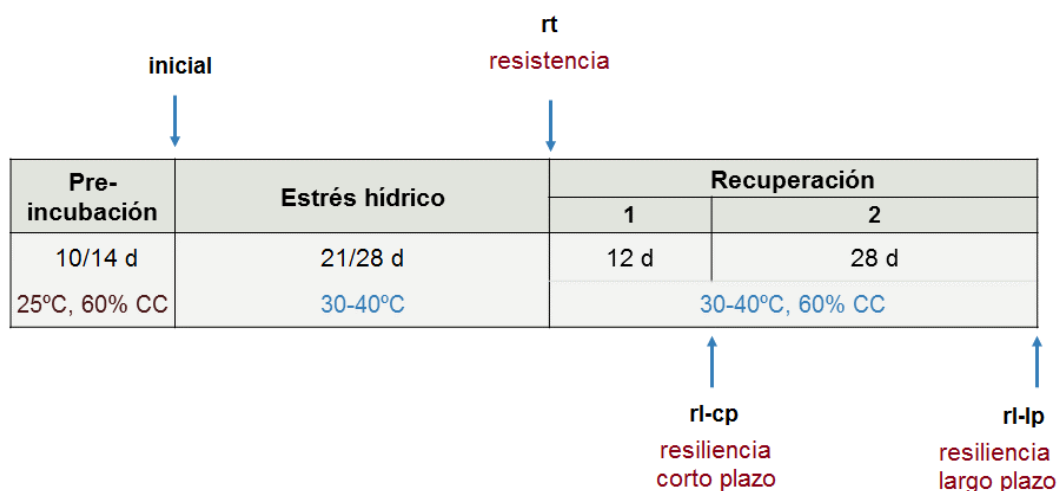 rt
resistencia
inicial
Pre-
incubación
Estrés hídrico
Recuperación
1
2
10/14 d
21/28 d
12 d
28 d
25ºC, 60% CC
30-40ºC
30-40ºC, 60% CC
rl-cp
resiliencia
corto plazo
rl-lp
resiliencia
largo plazo